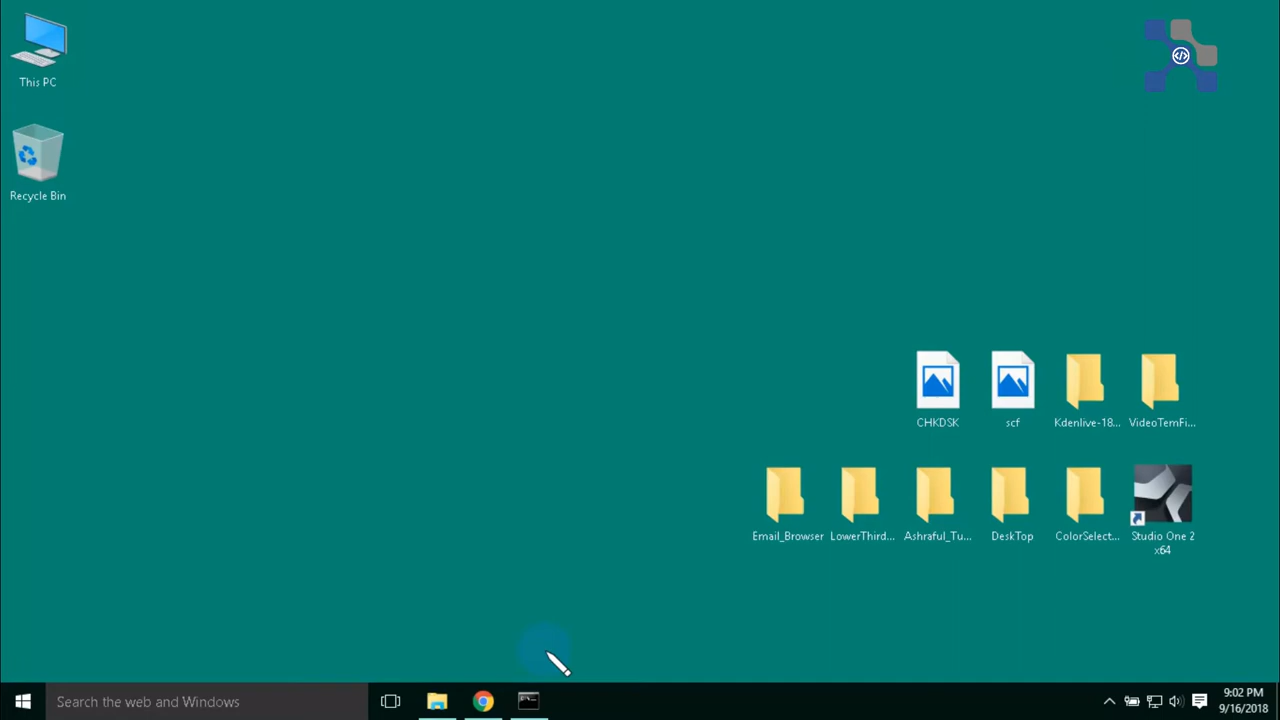 This PC
Recycle Bin
CHKDSK
scf
Kdenlive-18...
VideoTemFi...
Email_Browser
LowerThird...
Ashraful_Tu...
DeskTop
ColorSelect...
Studio One 2
x64
Search the web and Windows
9:02 PM
9/16/2018